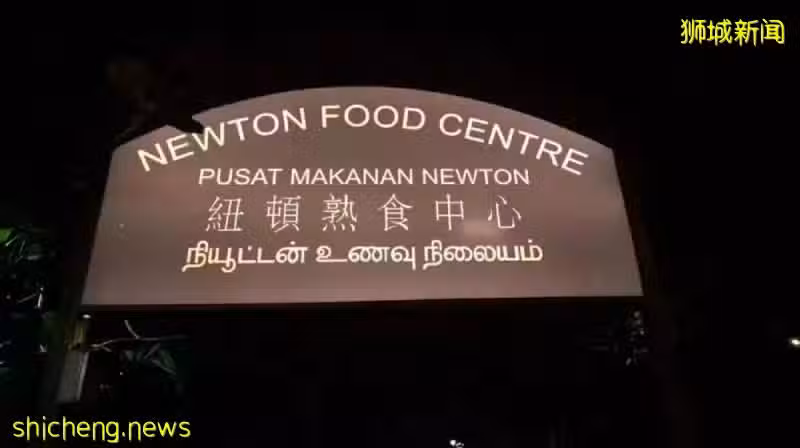 狮城新闻
NEWTON FOOD CENTRE
PUSAT MAKANAN NEWTON
紐頓熟食中心
நியூட்டன் உணவு நிலையம்
shicheng.news